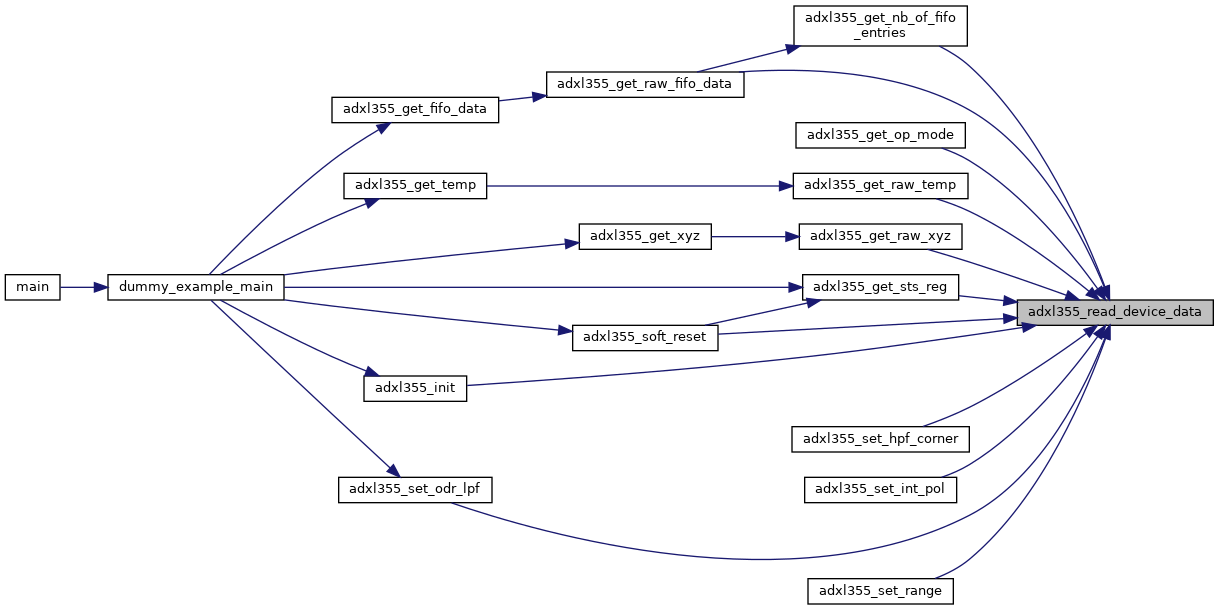 adxl355_get_nb_of_fifo
_entries
adxl355_get_raw_fifo_data
adxl355_get_fifo_data
adxl355_get_op_mode
adxl355_get_temp
adxl355_get_raw_temp
adxl355_get_xyz
adxl355_get_raw_xyz
main
dummy_example_main
adxl355_get_sts_reg
adxl355_read_device_data
adxl355_soft_reset
adxl355_init
adxl355_set_hpf_corner
adxl355_set_odr_lpf
adxl355_set_int_pol
adxl355_set_range